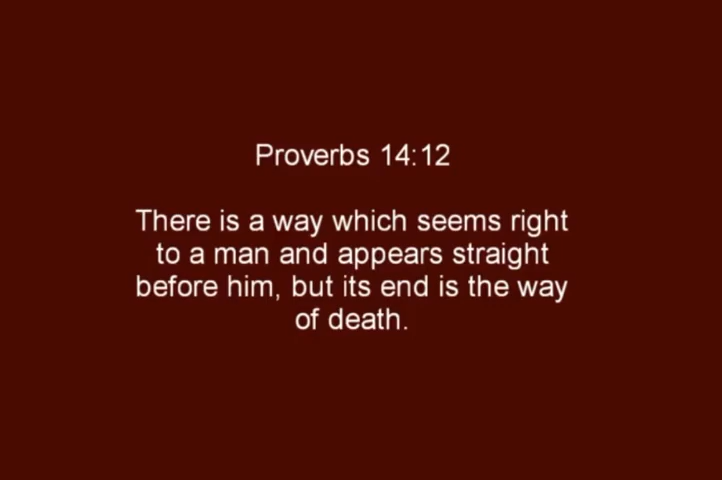 Proverbs 14:12
There is a way which seems right
to a man and appears straight
before him, but its end is the way
of death.